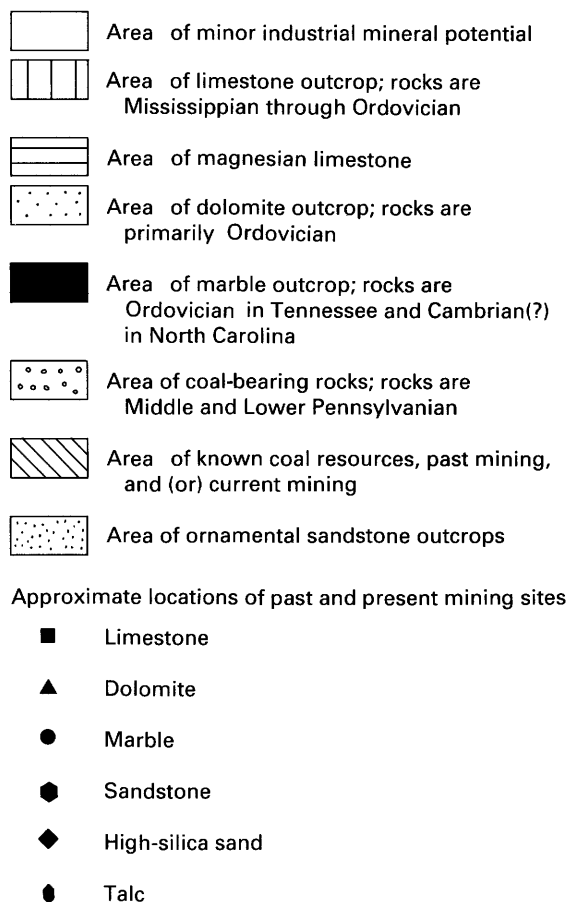 Area of minor industrial mineral potential
Area of limestone outcrop; rocks are
Mississippian through Ordovician
Area of magnesian limestone
Area of dolomite outcrop; rocks are
primarily Ordovician
Area of marble outcrop; rocks are
Ordovician in Tennessee and Cambrian(?)
in North Carolina
Area of coal-bearing rocks; rocks are
Middle and Lower Pennsylvanian
Area of known coal resources, past mining,
and (or) current mining
Area of ornamental sandstone outcrops
Approximate locations of past and present mining sites
Limestone
Dolomite
Marble
Sandstone
High-silica sand
Talc